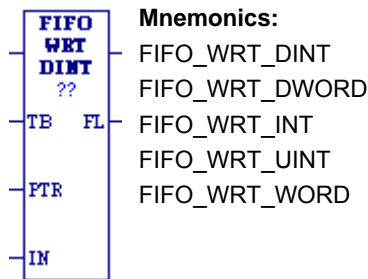 FIFO
WRT
DINT
??
TB FL
PTR
IN
Mnemonics:
FIFO_WRT_DINT
FIFO_WRT_DWORD
FIFO_WRT_INT
FIFO_WRT_UINT
FIFO_WRT_WORD